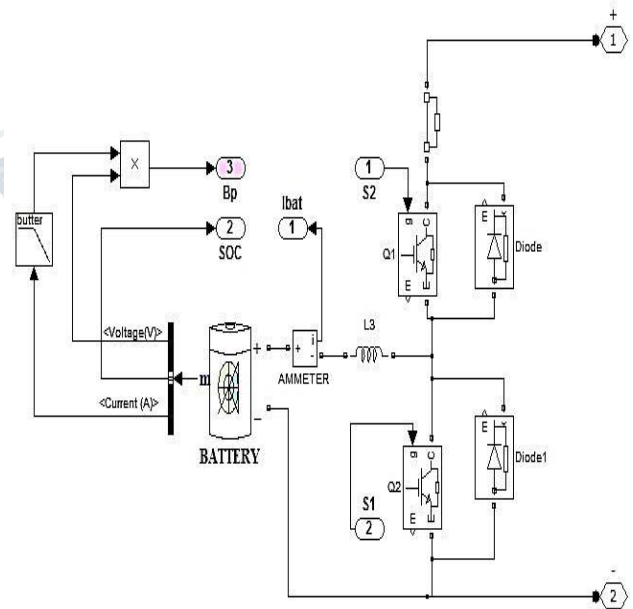 +
1
X
3
Bp
1
S2
butter
Ibat
1
2
SOC
g
C
Q1
E
E
E
k
Diode
L3
<Voltage(V)>
m
+
+
i
-
AMMETER
<Current (A)>
-
BATTERY
g
C
Q2
E
E
E
k
Diode1
S1
2
-
2